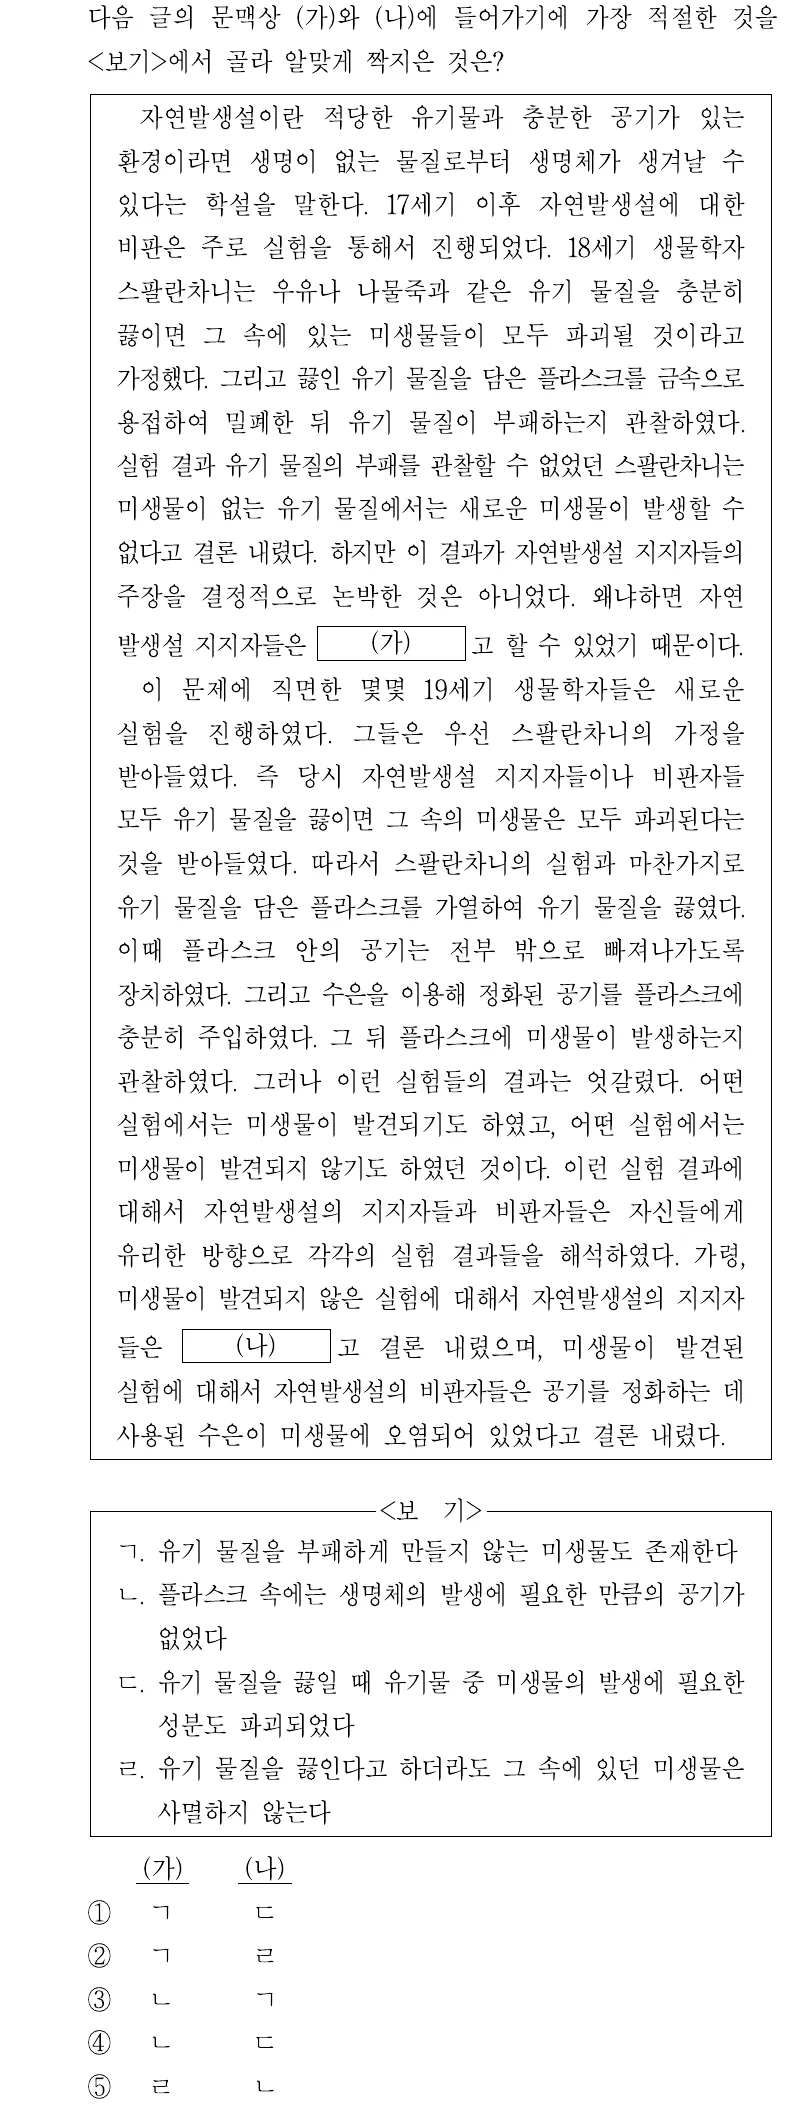 다음 글의 문맥상 (가)와 (나)에 들어가기에 가장 적절한 것을
<보기>에서 골라 알맞게 짝지은 것은?
자연발생설이란 적당한 유기물과 충분한 공기가 있는
환경이라면 생명이 없는 물질로부터 생명체가 생겨날 수
있다는 학설을 말한다. 17세기 이후 자연발생설에 대한
비판은 주로 실험을 통해서 진행되었다. 18세기 생물학자
스팔란차니는 우유나 나물죽과 같은 유기 물질을 충분히
끓이면 그 속에 있는 미생물들이 모두 파괴될 것이라고
가정했다. 그리고 끓인 유기 물질을 담은 플라스크를 금속으로
용접하여 밀폐한 뒤 유기 물질이 부패하는지 관찰하였다.
실험 결과 유기 물질의 부패를 관찰할 수 없었던 스팔란차니는
미생물이 없는 유기 물질에서는 새로운 미생물이 발생할 수
없다고 결론 내렸다. 하지만 이 결과가 자연발생설 지지자들의
주장을 결정적으로 논박한 것은 아니었다. 왜냐하면 자연
발생설 지지자들은 (가) 고 할 수 있었기 때문이다.
이 문제에 직면한 몇몇 19세기 생물학자들은 새로운
실험을 진행하였다. 그들은 우선 스팔란차니의 가정을
받아들였다. 즉 당시 자연발생설 지지자들이나 비판자들
모두 유기 물질을 끓이면 그 속의 미생물은 모두 파괴된다는
것을 받아들였다. 따라서 스팔란차니의 실험과 마찬가지로
유기 물질을 담은 플라스크를 가열하여 유기 물질을 끓였다.
이때 플라스크 안의 공기는 전부 밖으로 빠져나가도록
장치하였다. 그리고 수은을 이용해 정화된 공기를 플라스크에
충분히 주입하였다. 그 뒤 플라스크에 미생물이 발생하는지
관찰하였다. 그러나 이런 실험들의 결과는 엇갈렸다. 어떤
실험에서는 미생물이 발견되기도 하였고, 어떤 실험에서는
미생물이 발견되지 않기도 하였던 것이다. 이런 실험 결과에
대해서 자연발생설의 지지자들과 비판자들은 자신들에게
유리한 방향으로 각각의 실험 결과들을 해석하였다. 가령,
미생물이 발견되지 않은 실험에 대해서 자연발생설의 지지자
들은 (나) 고 결론 내렸으며, 미생물이 발견된
실험에 대해서 자연발생설의 비판자들은 공기를 정화하는 데
사용된 수은이 미생물에 오염되어 있었다고 결론 내렸다.
<보 기>
ㄱ. 유기 물질을 부패하게 만들지 않는 미생물도 존재한다
ㄴ. 플라스크 속에는 생명체의 발생에 필요한 만큼의 공기가
없었다
ㄷ. 유기 물질을 끓일 때 유기물 중 미생물의 발생에 필요한
성분도 파괴되었다
ㄹ. 유기 물질을 끓인다고 하더라도 그 속에 있던 미생물은
사멸하지 않는다
(가) (나)
① ㄱ ㄷ
② ㄱ ㄹ
③ ㄴ ㄱ
④ ㄴ ㄷ
⑤ ㄹ ㄴ